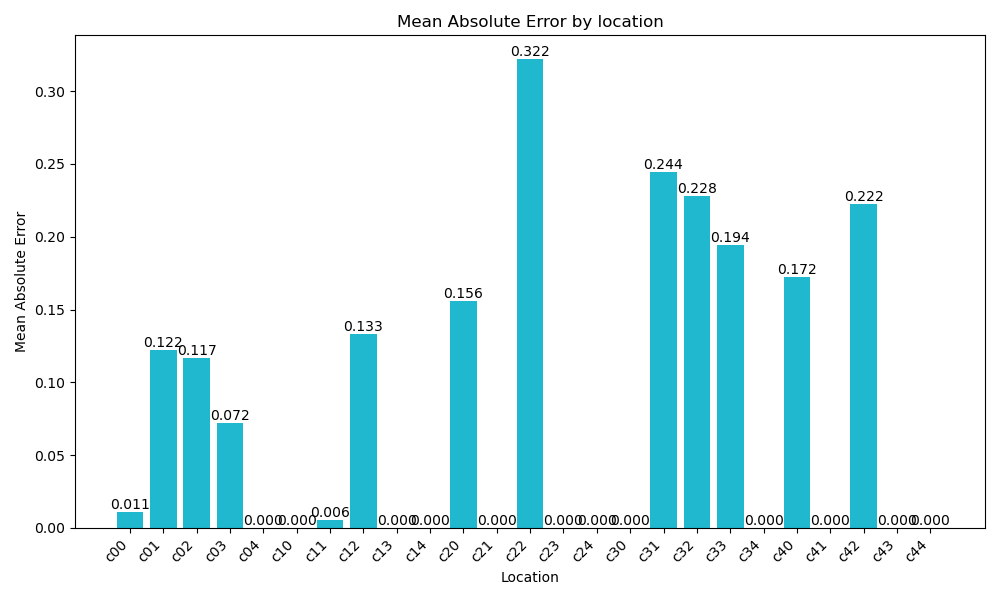 Mean Absolute Error by location
Mean Absolute Error
0.30
0.25
0.20
0.15
0.10
0.05
0.00
0.011
0.122
0.117
0.072
0.000
0.000
0.006
0.133
0.000
0.000
0.156
0.000
0.322
0.000
0.000
0.000
0.244
0.228
0.194
0.000
0.172
0.000
0.222
0.000
0.000
c00
c01
c02
c03
c04
c10
c11
c12
c13
c14
c20
c21
c22
c23
c24
c30
c31
c32
c33
c34
c40
c41
c42
c43
c44
Location